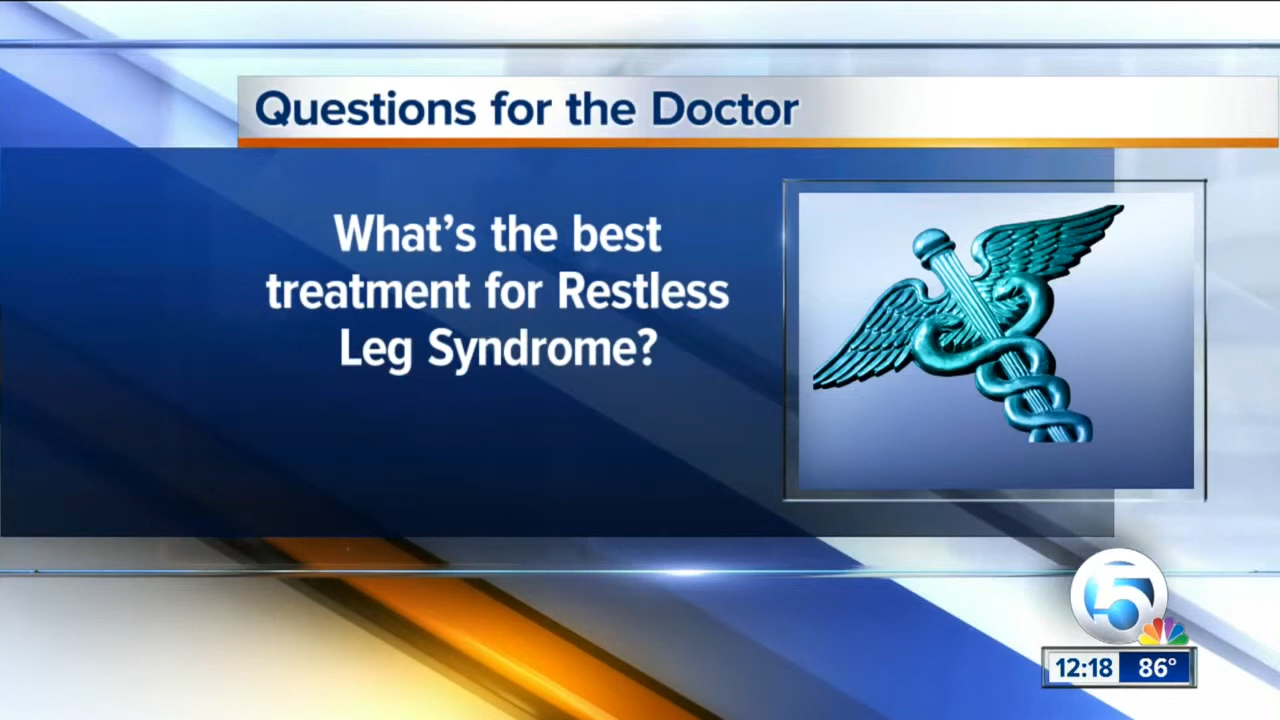 Questions for the Doctor
What's the best
treatment for Restless
Leg Syndrome?
5
12:18 86°